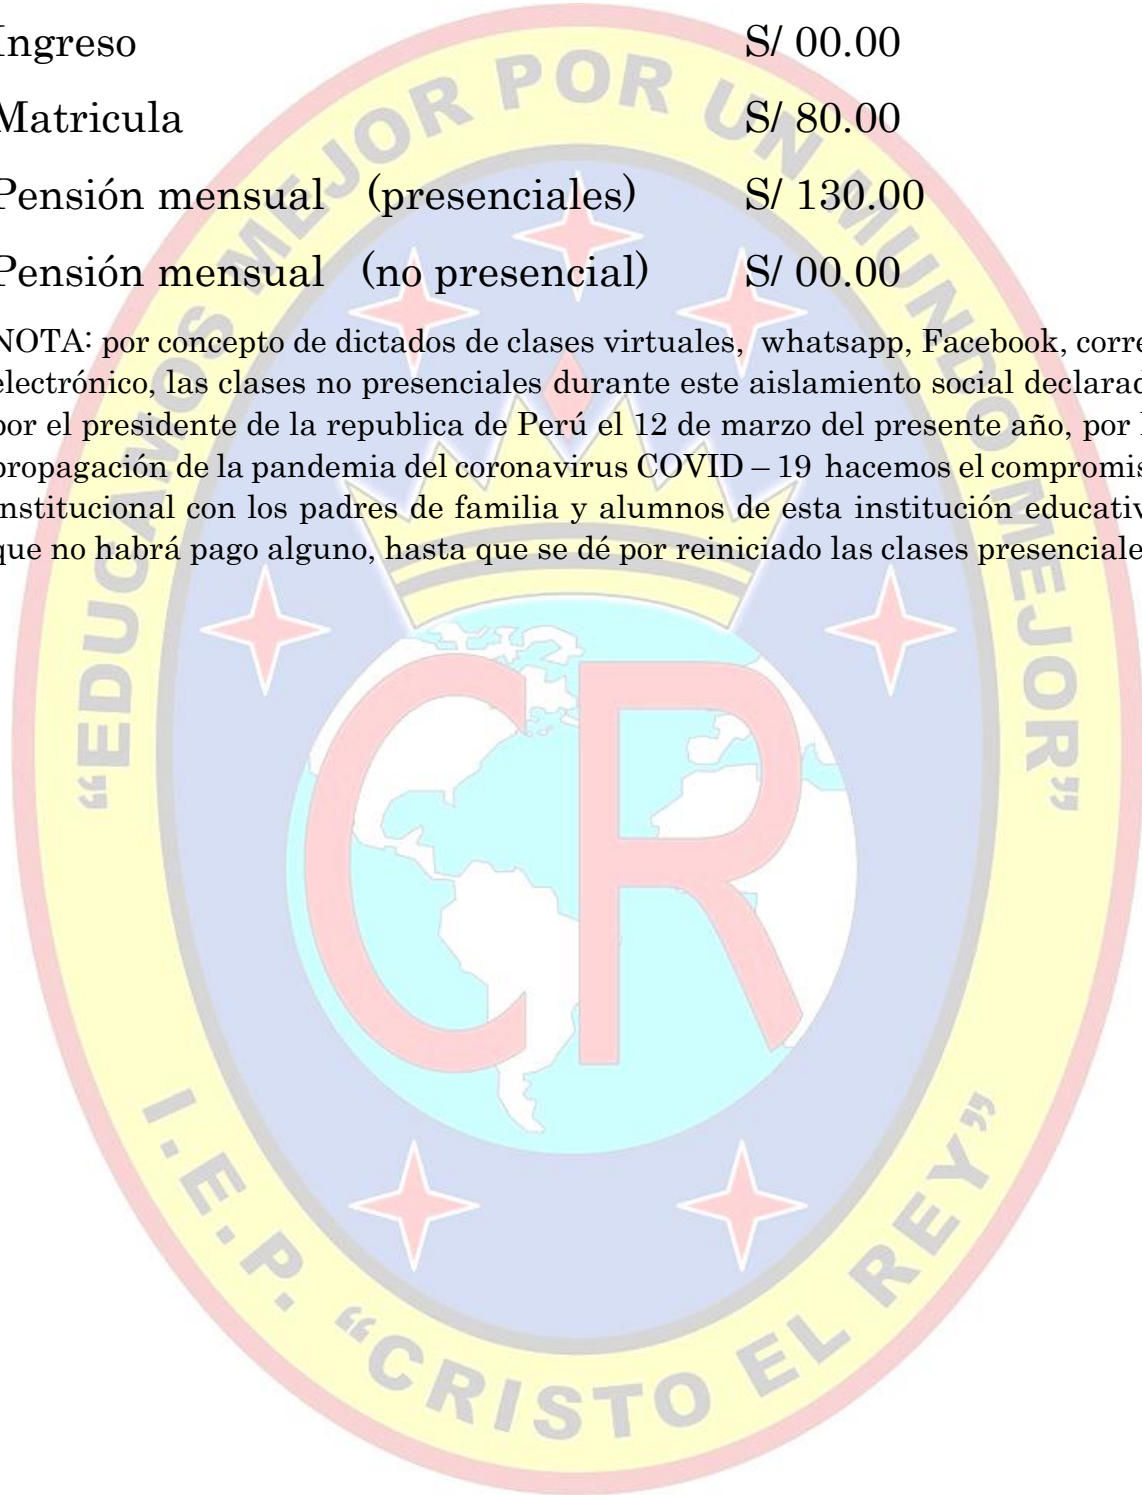 Ingreso S/ 00.00
Matricula S/ 80.00
Pensión mensual (presenciales) S/ 130.00
Pensión mensual (no presencial) S/ 00.00
NOTA: por concepto de dictados de clases virtuales, whatsapp, Facebook, corre
electrónico, las clases no presenciales durante este aislamiento social declarad
por el presidente de la republica de Perú el 12 de marzo del presente año, por l
propagación de la pandemia del coronavirus COVID – 19 hacemos el compromis
institucional con los padres de familia y alumnos de esta institución educativ
que no habrá pago alguno, hasta que se dé por reiniciado las clases presenciale
"EDUCAMOS MEJOR POR UN MUNDO MEJOR"
CR
I.E.P. "CRISTO EL REY"